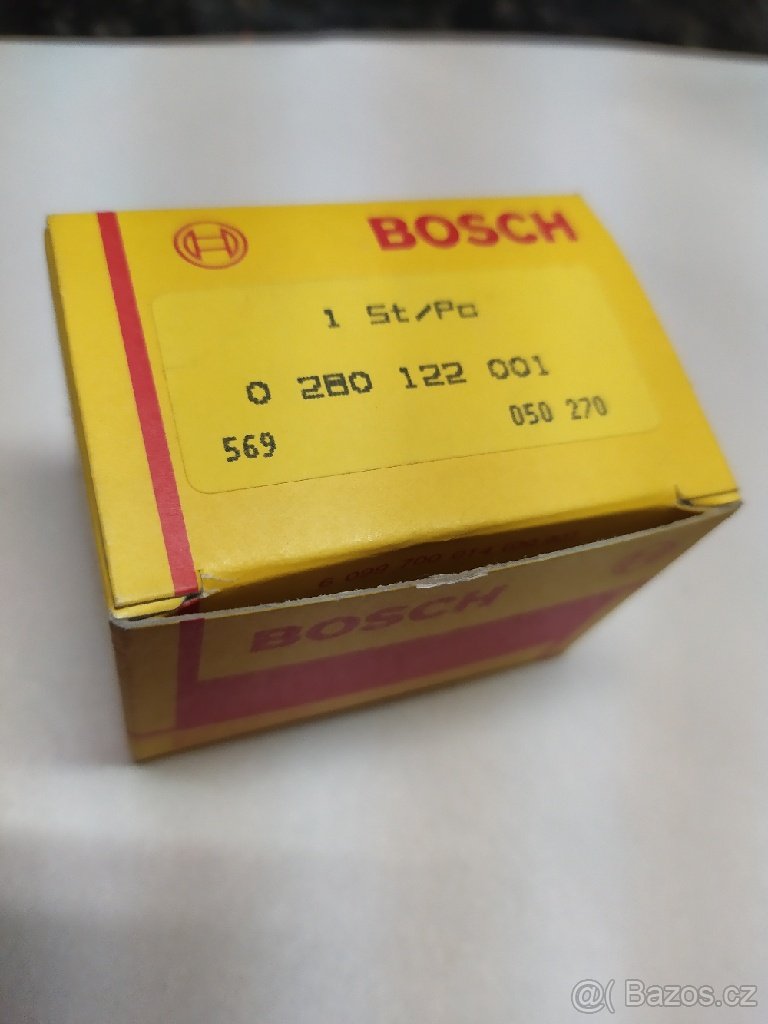 BOSCH
1 St/Pc
0 280 122 001
569
050 270
BOSCH
@( Bazos.cz